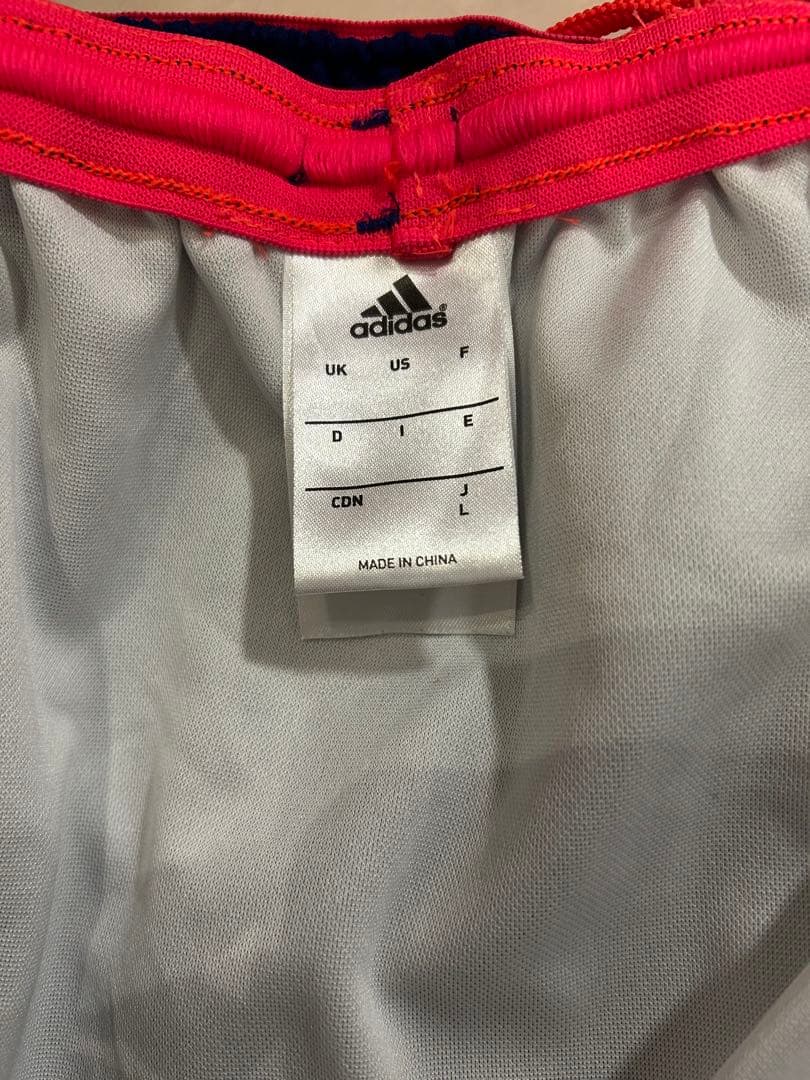 adidas®
UK US F
D I E
CDN J
L
MADE IN CHINA